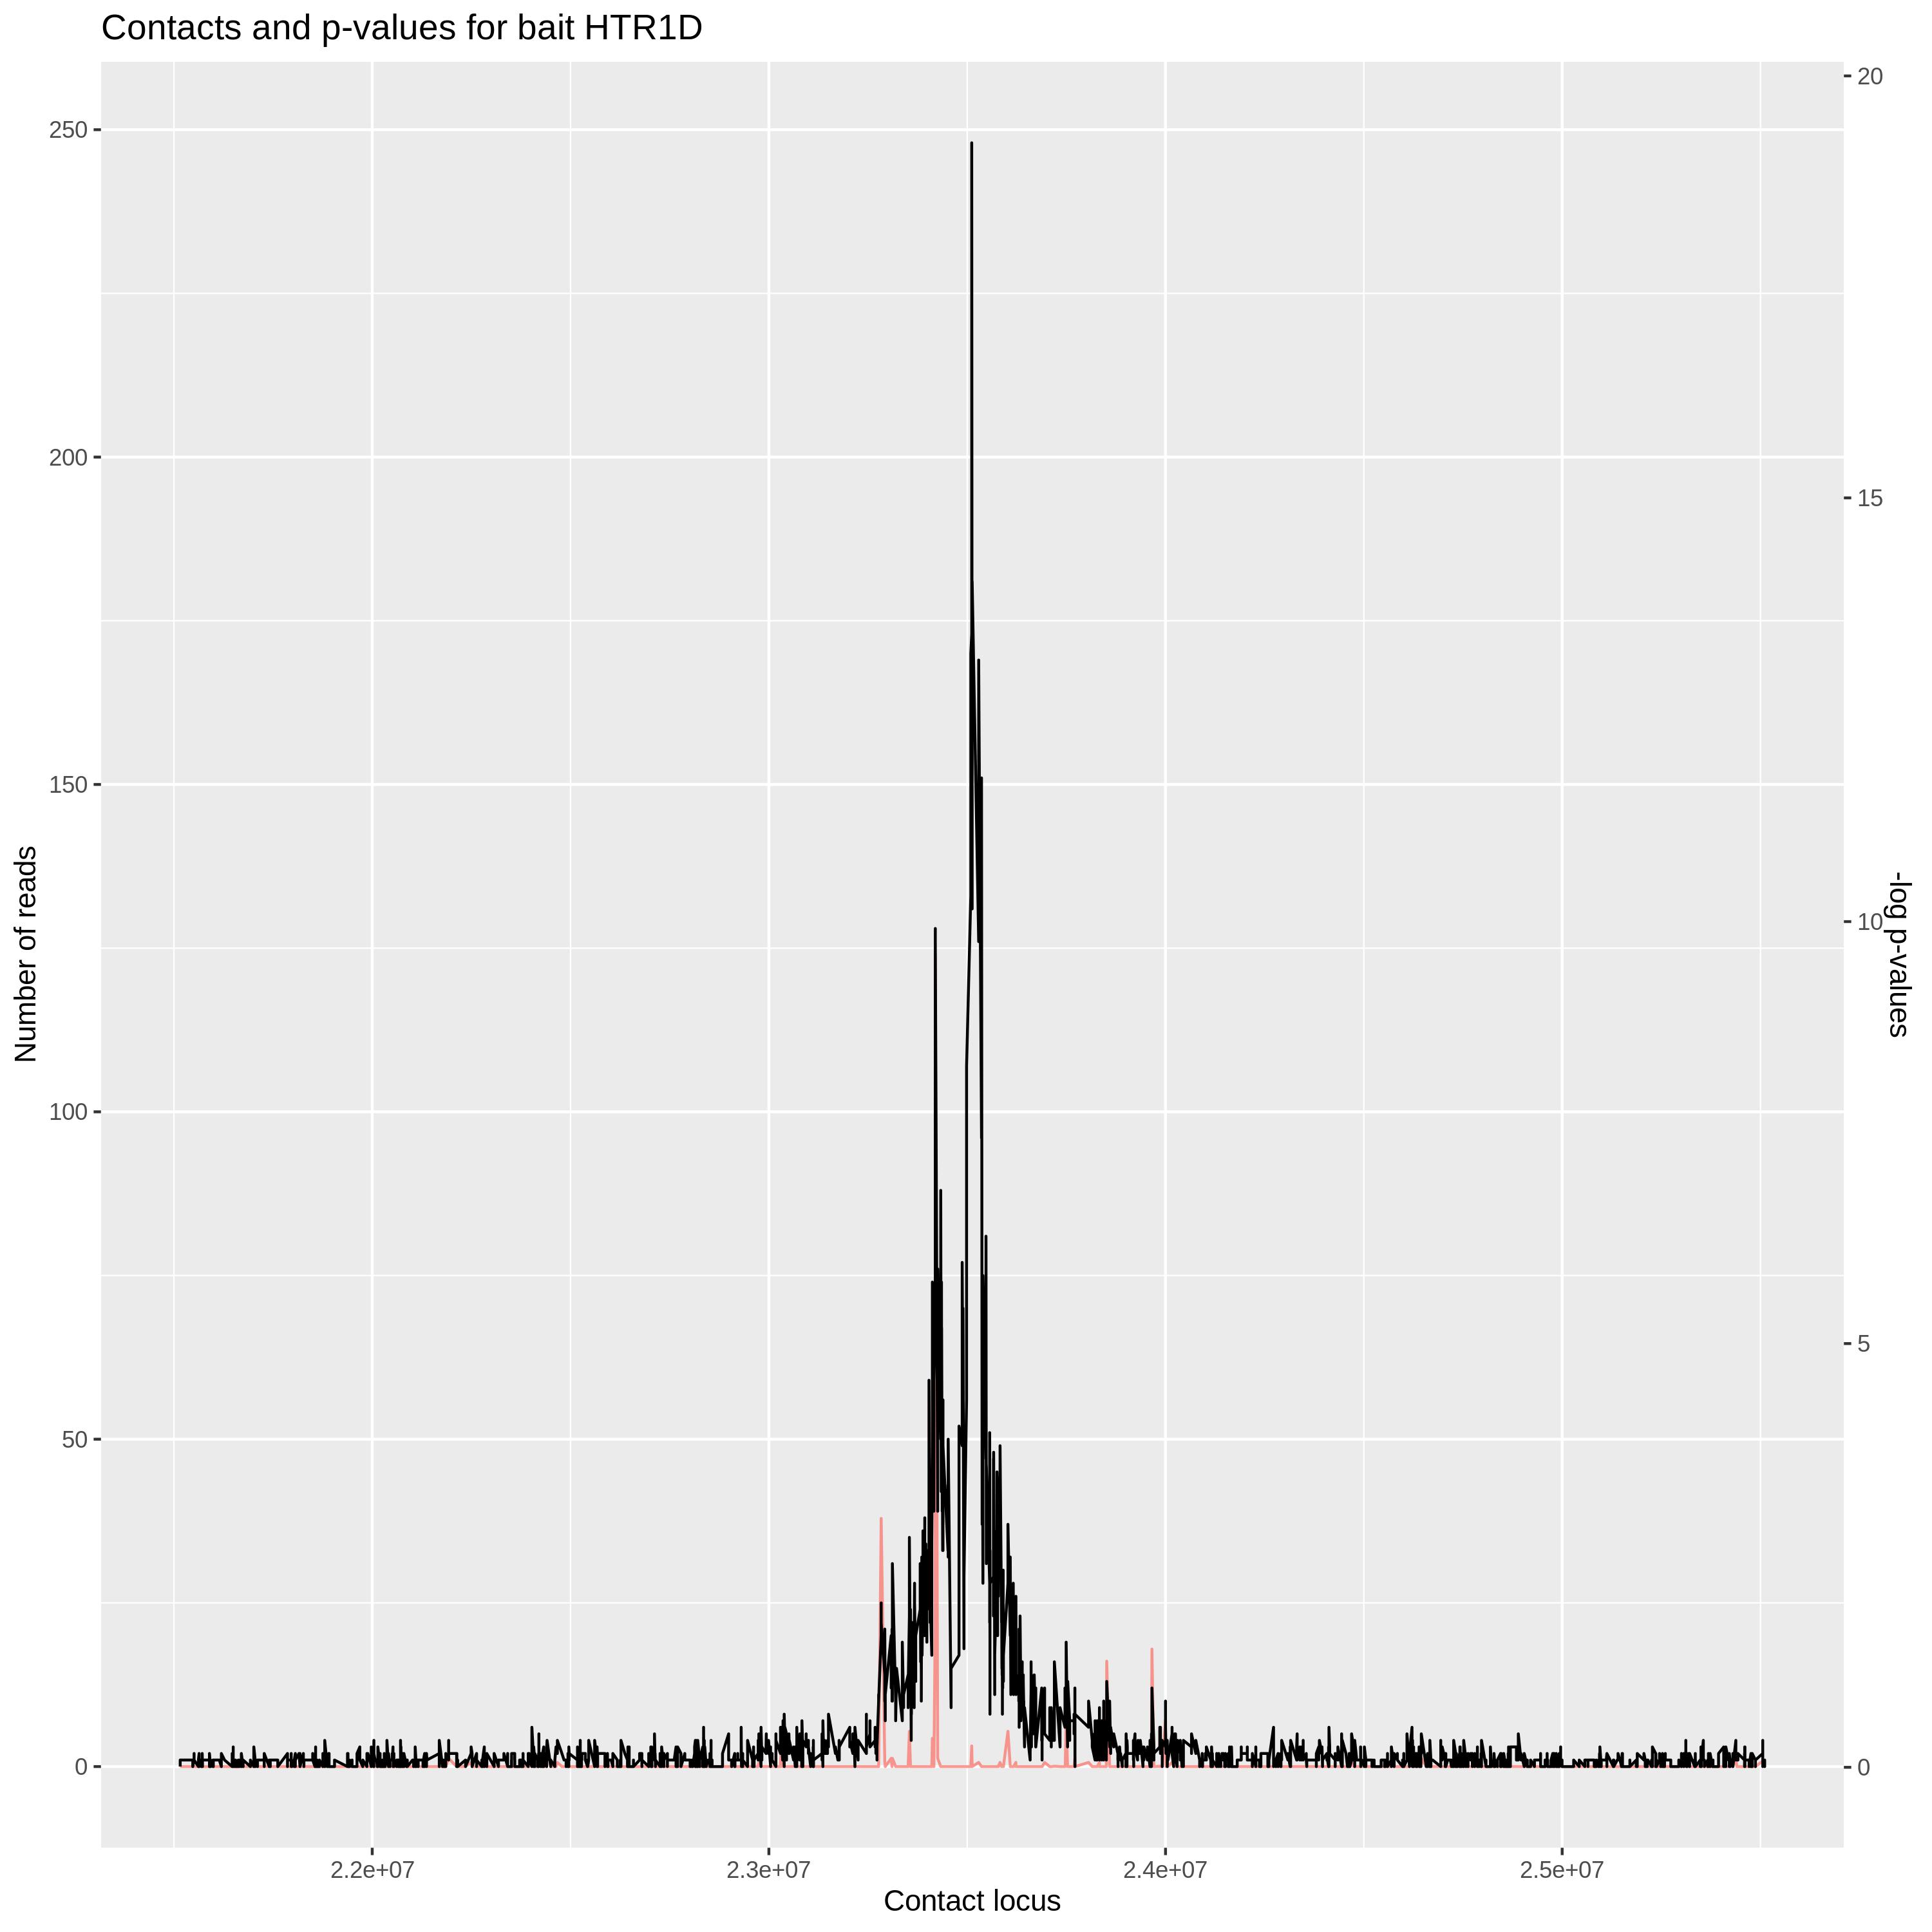 Contacts and p-values for bait HTR1D
20
250
200
15
150
10
100
5
50
0
0
Number of reads
-log p-values
2.2e+07
2.3e+07
2.4e+07
2.5e+07
Contact locus